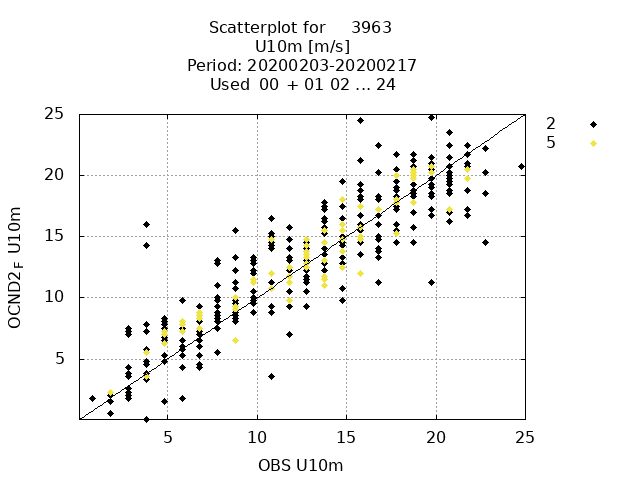 Scatterplot for 3963
U10m [m/s]
Period: 20200203-20200217
Used 00 + 01 02 ... 24
25
20
15
10
5
5
10
15
20
25
OCND2F U10m
OBS U10m
2
5